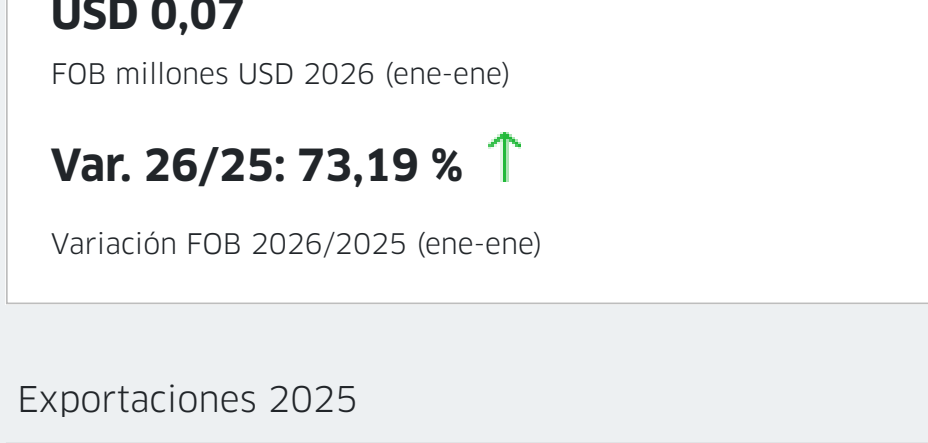 USD 0,07
FOB millones USD 2026 (ene-ene)
Var. 26/25: 73,19 %
Variación FOB 2026/2025 (ene-ene)
Exportaciones 2025